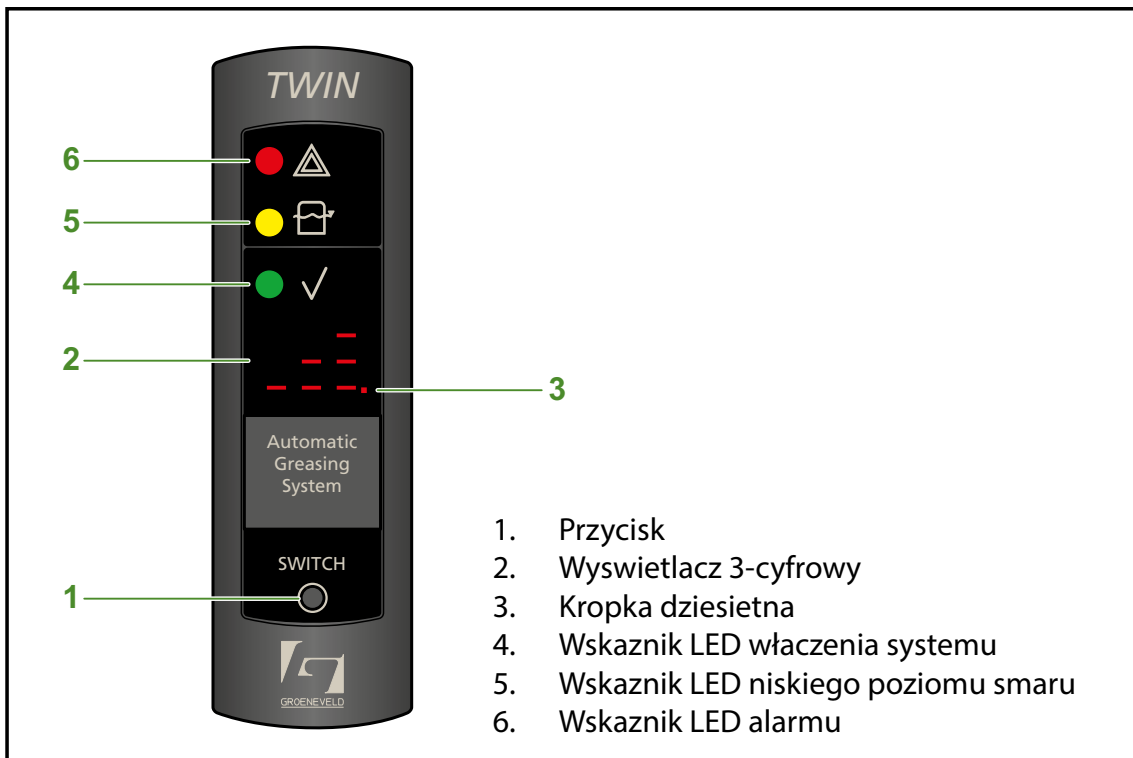 TWIN
6
5
4
2
3
Automatic
Greasing
System
SWITCH
1
GROENEVELD
1. Przycisk
2. Wyswietlacz 3-cyfrowy
3. Kropka dziesietna
4. Wskaznik LED właczenia systemu
5. Wskaznik LED niskiego poziomu smaru
6. Wskaznik LED alarmu